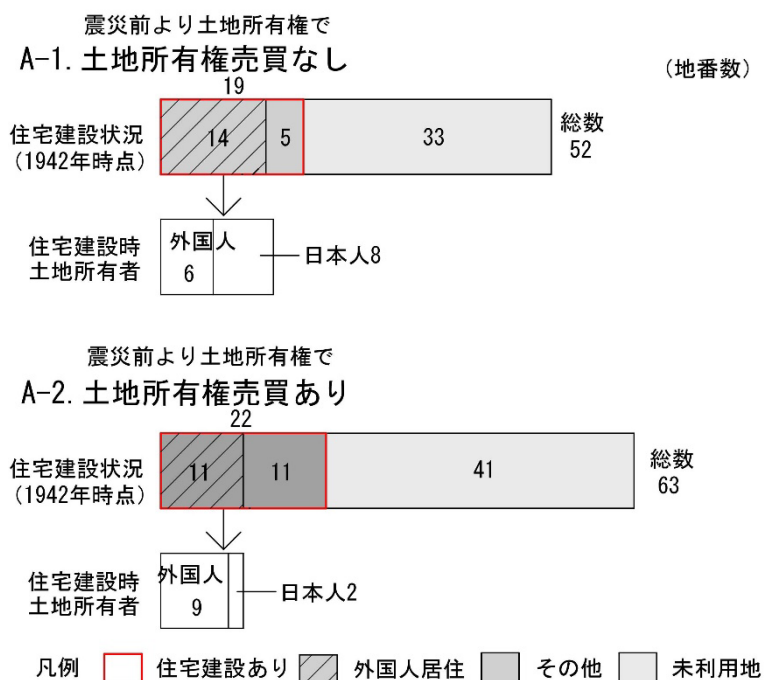 震災前より土地所有権で
A-1. 土地所有権売買なし
(地番数)
19
住宅建設状況
(1942年時点)
14
5
33
総数
52
住宅建設時
土地所有者
外国人
6
日本人8
震災前より土地所有権で
A-2. 土地所有権売買あり
22
住宅建設状況
(1942年時点)
11
11
41
総数
63
住宅建設時
土地所有者
外国人
9
日本人2
凡例 住宅建設あり 外国人居住 その他 未利用地